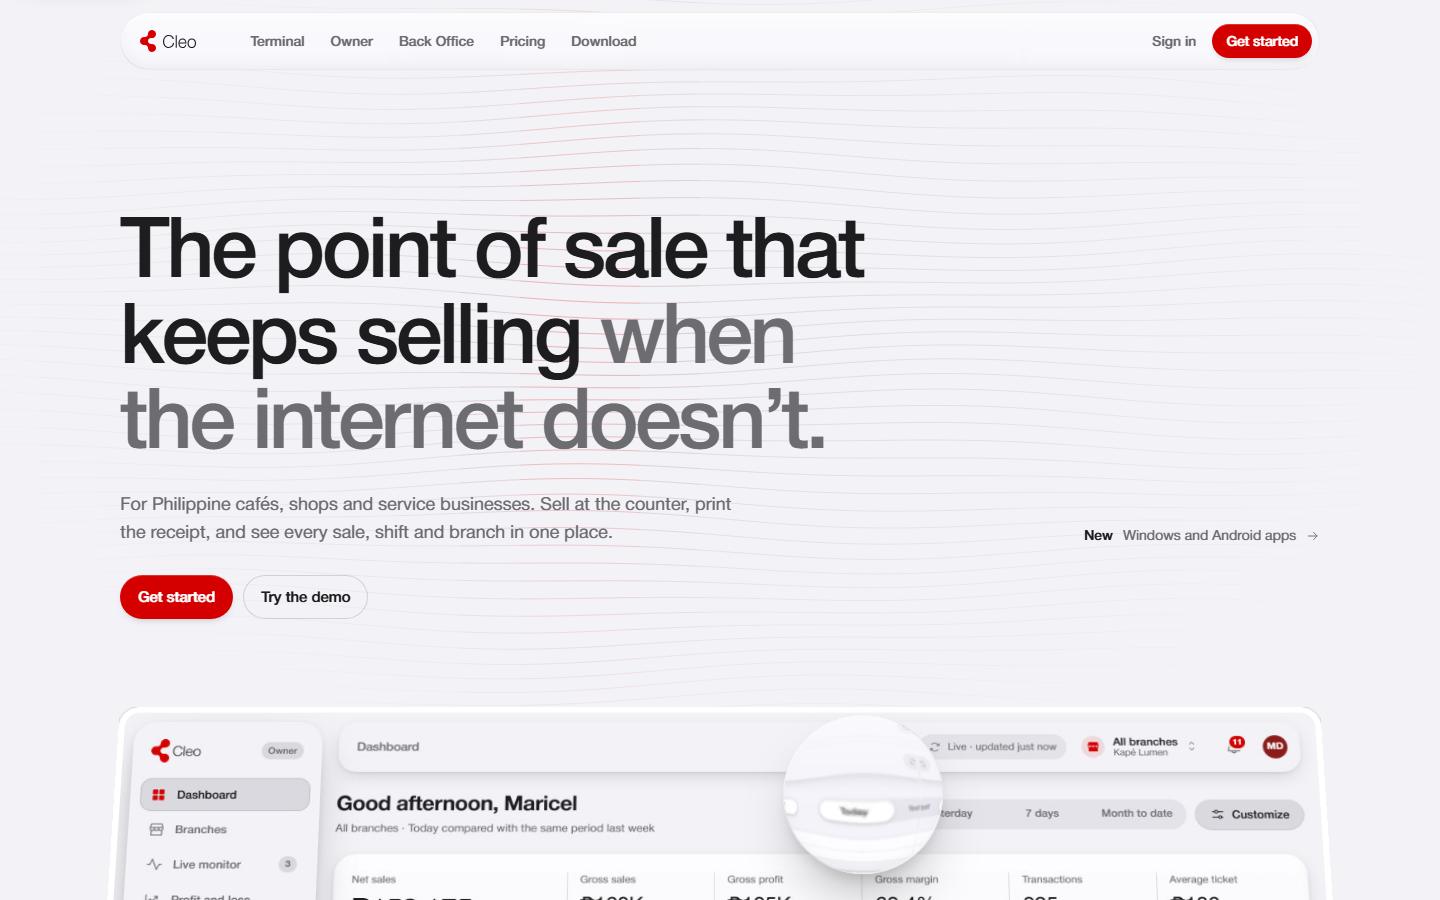 Cleo
Terminal
Owner
Back Office
Pricing
Download
Sign in
Get started
The point of sale that
keeps selling when
the internet doesn’t.
For Philippine cafés, shops and service businesses. Sell at the counter, print
the receipt, and see every sale, shift and branch in one place.
New Windows and Android apps →
Get started
Try the demo
Cleo
Owner
Dashboard
Live · updated just now
All branches
Kapé Lumen
11
MD
Dashboard
Branches
Live monitor
3
Good afternoon, Maricel
All branches · Today compared with the same period last week
Today
7 days
Month to date
Customize
Net sales
Gross sales
Gross profit
Gross margin
Transactions
Average ticket
Profit and loss